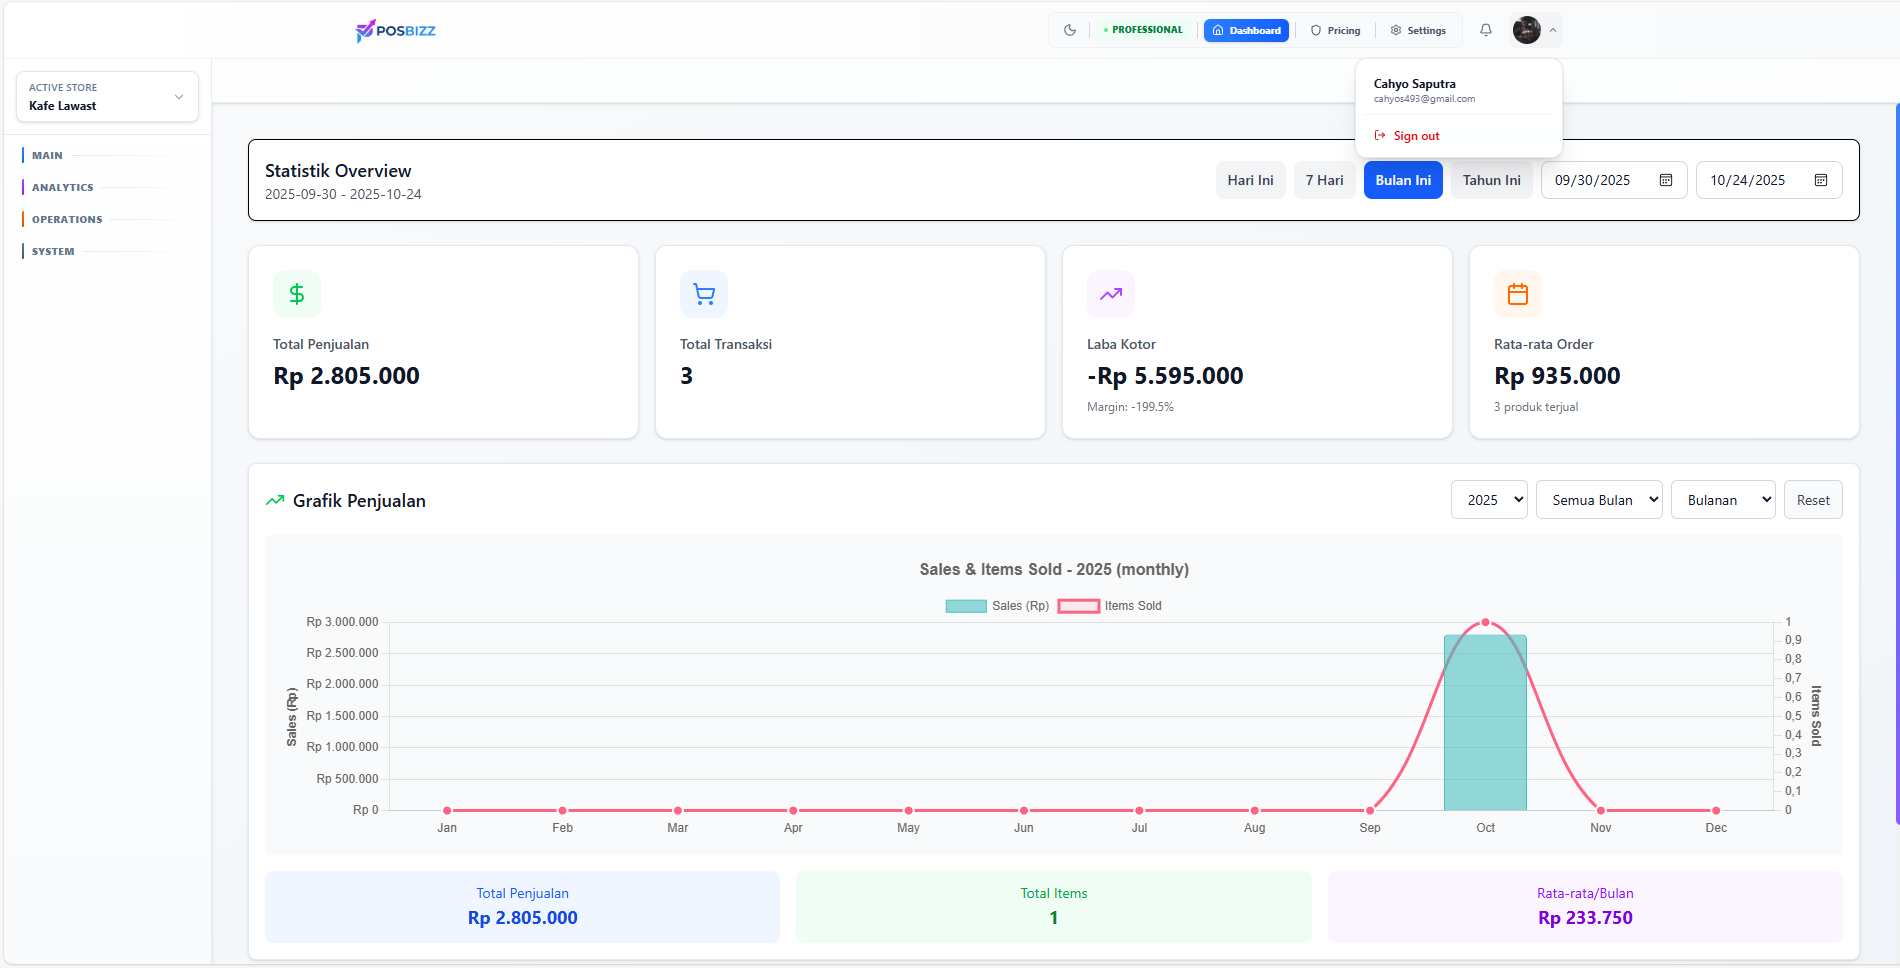 POSBIZZ
PROFESSIONAL
Dashboard
Pricing
Settings
Cahyo Saputra
cahyos493@gmail.com
Sign out
ACTIVE STORE
Kafe Lawast
MAIN
ANALYTICS
OPERATIONS
SYSTEM
Statistik Overview
2025-09-30 - 2025-10-24
Hari Ini
7 Hari
Bulan Ini
Tahun Ini
09/30/2025
10/24/2025
Total Penjualan
Rp 2.805.000
Total Transaksi
3
Laba Kotor
-Rp 5.595.000
Margin: -199.5%
Rata-rata Order
Rp 935.000
3 produk terjual
Grafik Penjualan
2025
Semua Bulan
Bulanan
Reset
Sales & Items Sold - 2025 (monthly)
Sales (Rp)
Items Sold
Sales (Rp)
Rp 3.000.000
Rp 2.500.000
Rp 2.000.000
Rp 1.500.000
Rp 1.000.000
Rp 500.000
Rp 0
1
0,9
0,8
0,7
0,6
0,5
0,4
0,3
0,2
0,1
0
Items Sold
Jan
Feb
Mar
Apr
May
Jun
Jul
Aug
Sep
Oct
Nov
Dec
Total Penjualan
Rp 2.805.000
Total Items
1
Rata-rata/Bulan
Rp 233.750